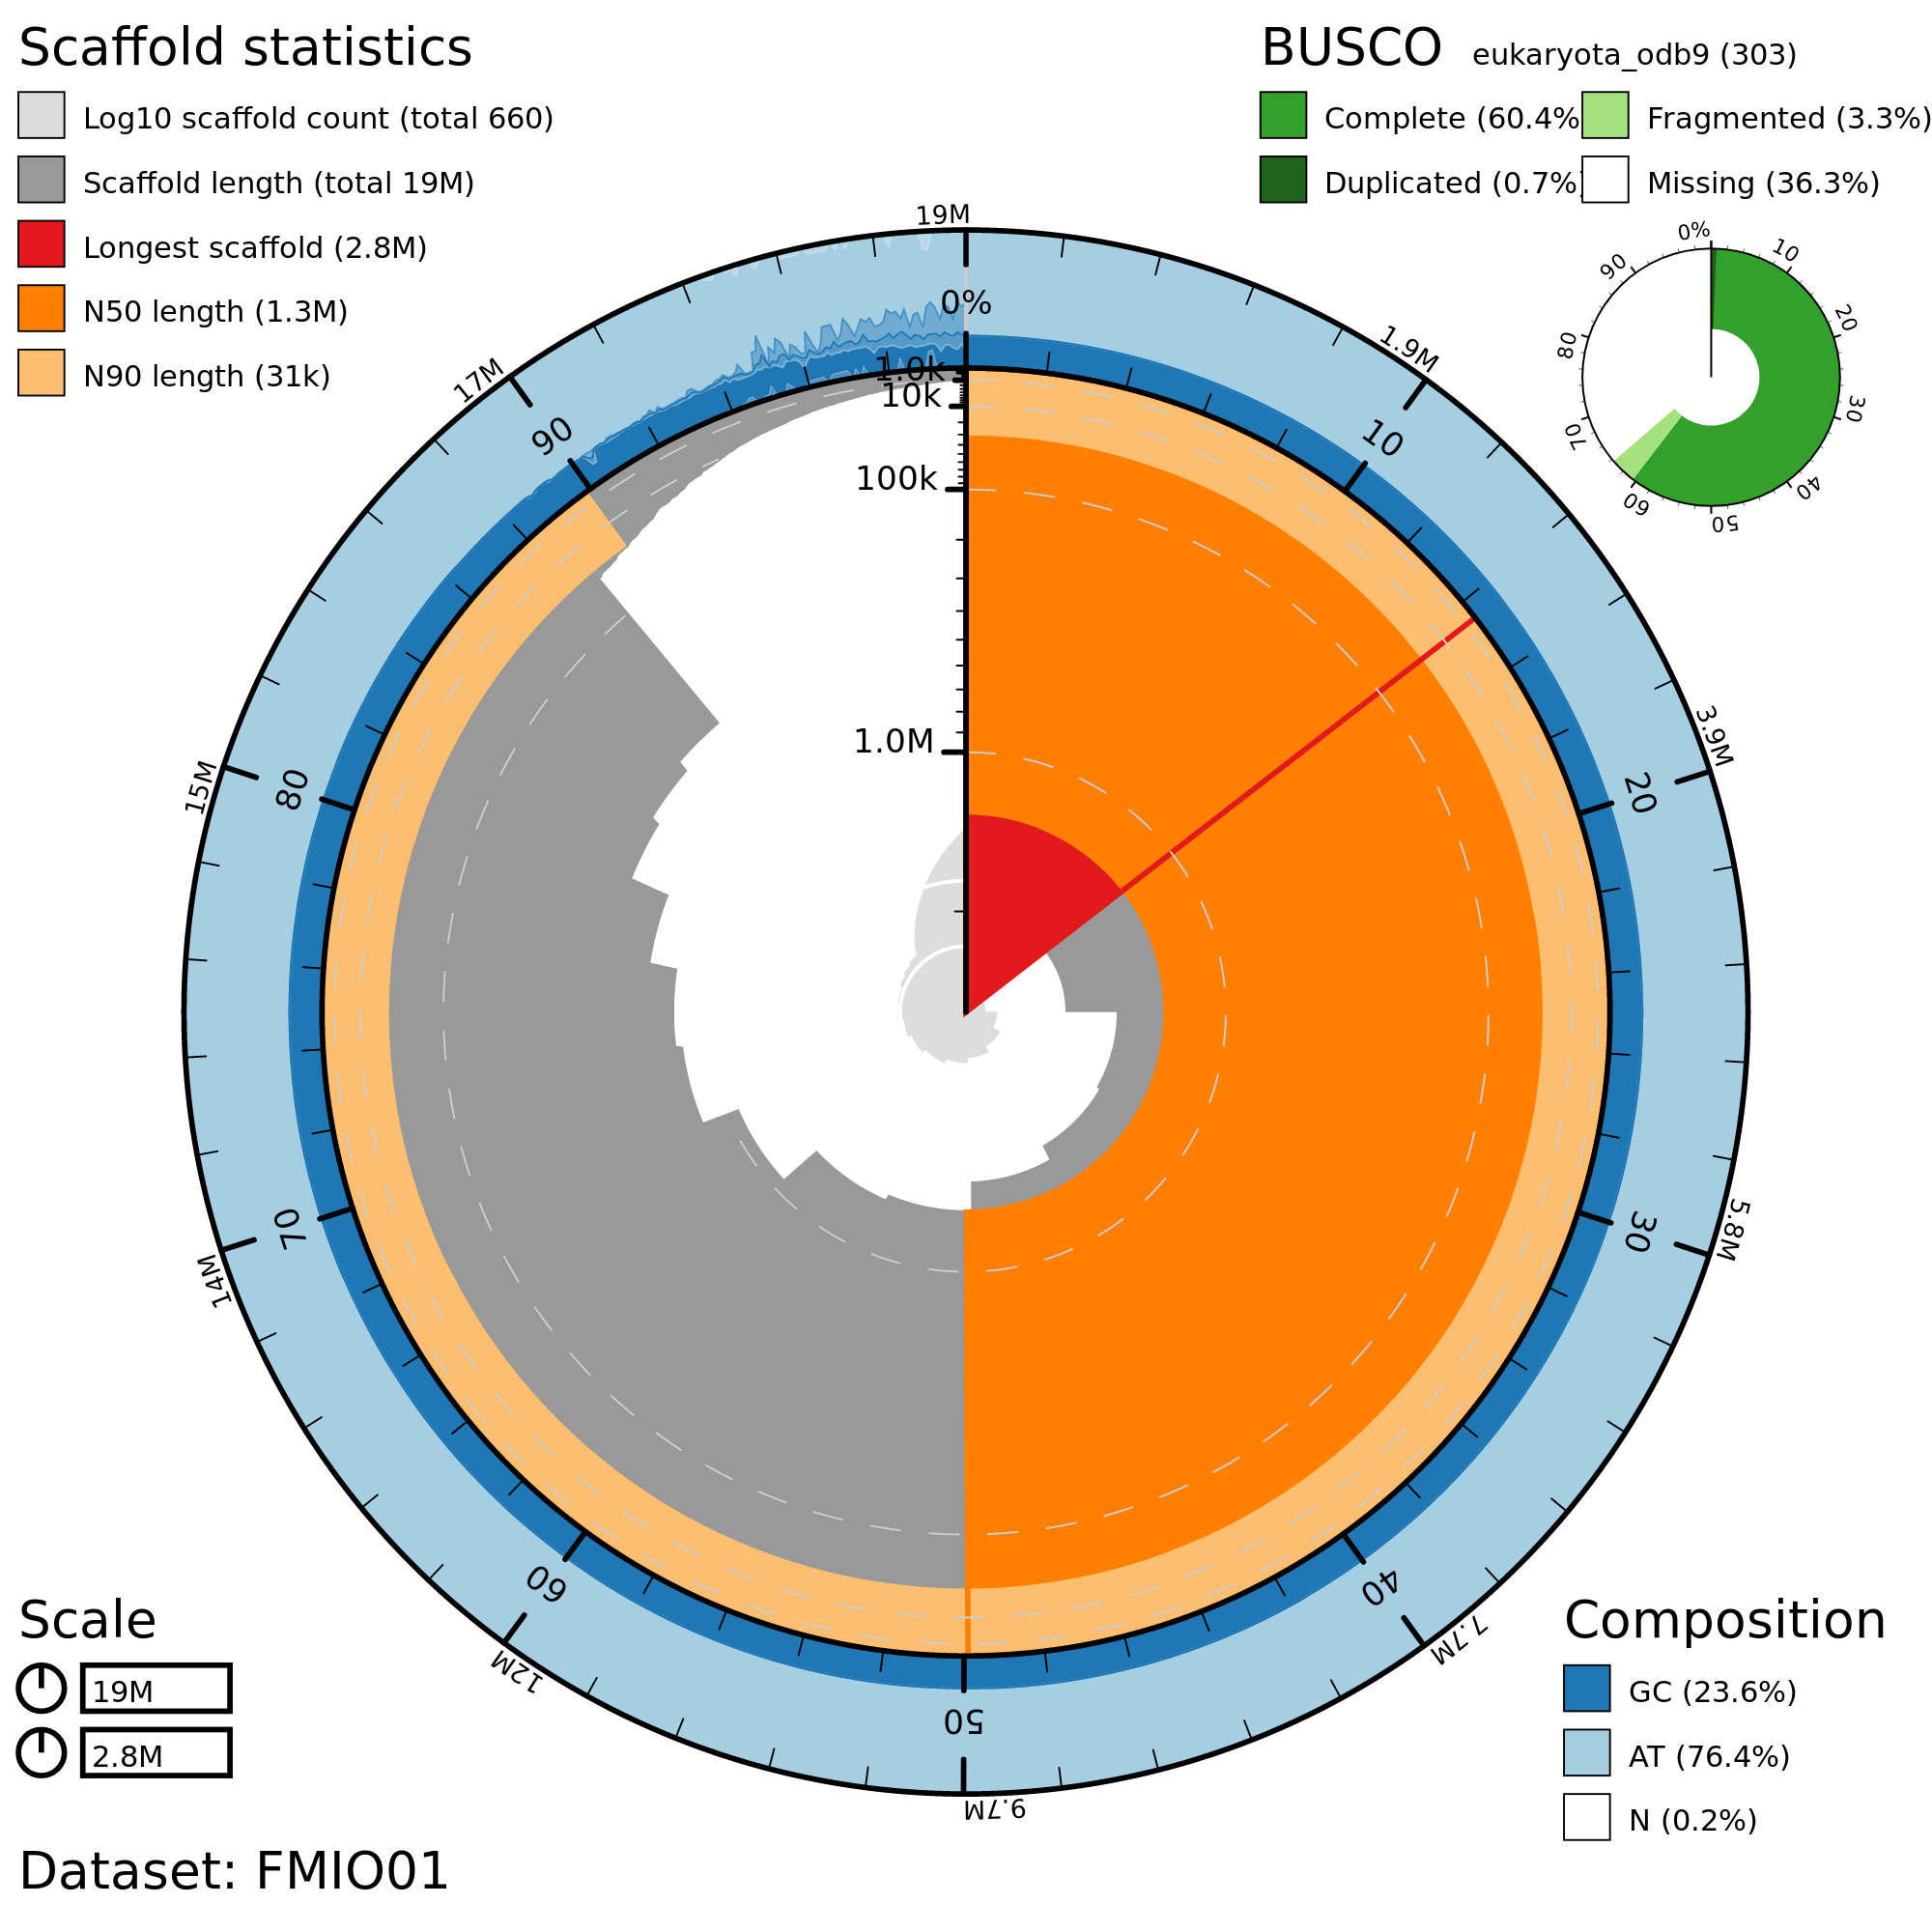 Scaffold statistics
Log10 scaffold count (total 660)
Scaffold length (total 19M)
Longest scaffold (2.8M)
N50 length (1.3M)
N90 length (31k)
BUSCO eukaryota_odb9 (303)
Complete (60.4%
Fragmented (3.3%)
Duplicated (0.7%)
Missing (36.3%)
0%
10
20
30
40
50
60
70
80
90
19M
1.9M
3.9M
5.8M
7.7M
9.7M
12M
14M
15M
17M
0%
10
20
30
40
50
60
70
80
90
1.0k
10k
100k
1.0M
Scale
19M
2.8M
Composition
GC (23.6%)
AT (76.4%)
N (0.2%)
Dataset: FMIO01